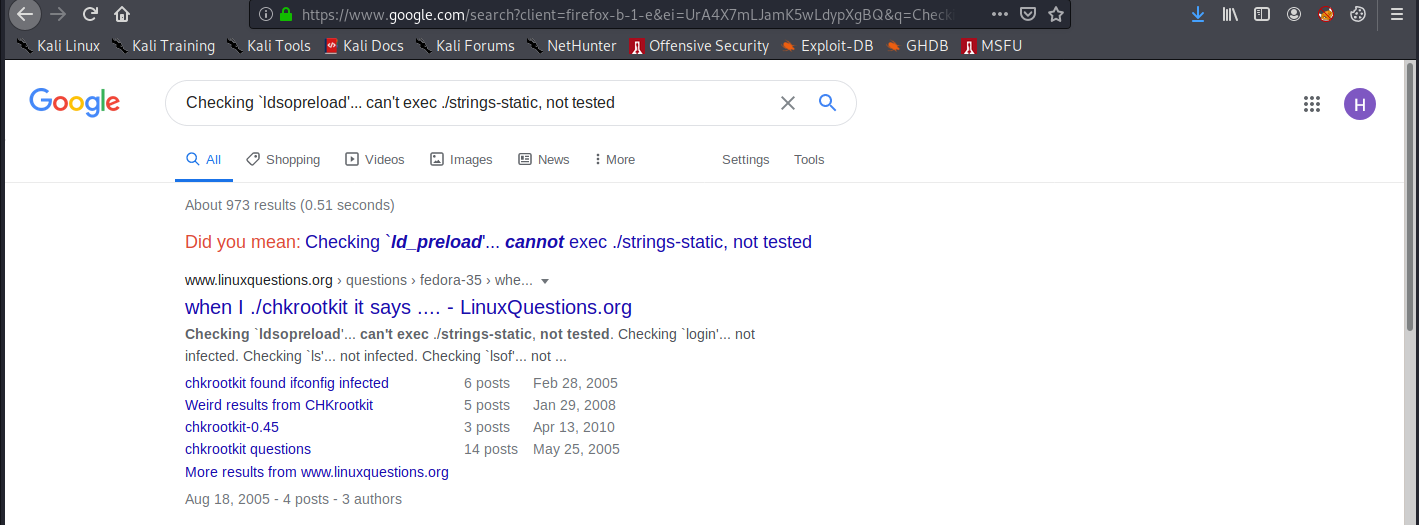 https://www.google.com/search?client=firefox-b-1-e&ei=UrA4X7mLJamK5wLdypXgBQ&q=Checki
Kali Linux Kali Training Kali Tools Kali Docs Kali Forums NetHunter Offensive Security Exploit-DB GHDB MSFU
Google Checking `ldsopreload'... can't exec ./strings-static, not tested H
All Shopping Videos Images News More Settings Tools
About 973 results (0.51 seconds)
Did you mean: Checking `ld_preload'... cannot exec ./strings-static, not tested
www.linuxquestions.org › questions › fedora-35 › whe...
when I ./chkrootkit it says .... - LinuxQuestions.org
Checking `ldsopreload'... can't exec ./strings-static, not tested. Checking `login'... not
infected. Checking `ls'... not infected. Checking `lsof'... not ...
chkrootkit found ifconfig infected 6 posts Feb 28, 2005
Weird results from CHKrootkit 5 posts Jan 29, 2008
chkrootkit-0.45 3 posts Apr 13, 2010
chkrootkit questions 14 posts May 25, 2005
More results from www.linuxquestions.org
Aug 18, 2005 - 4 posts - 3 authors